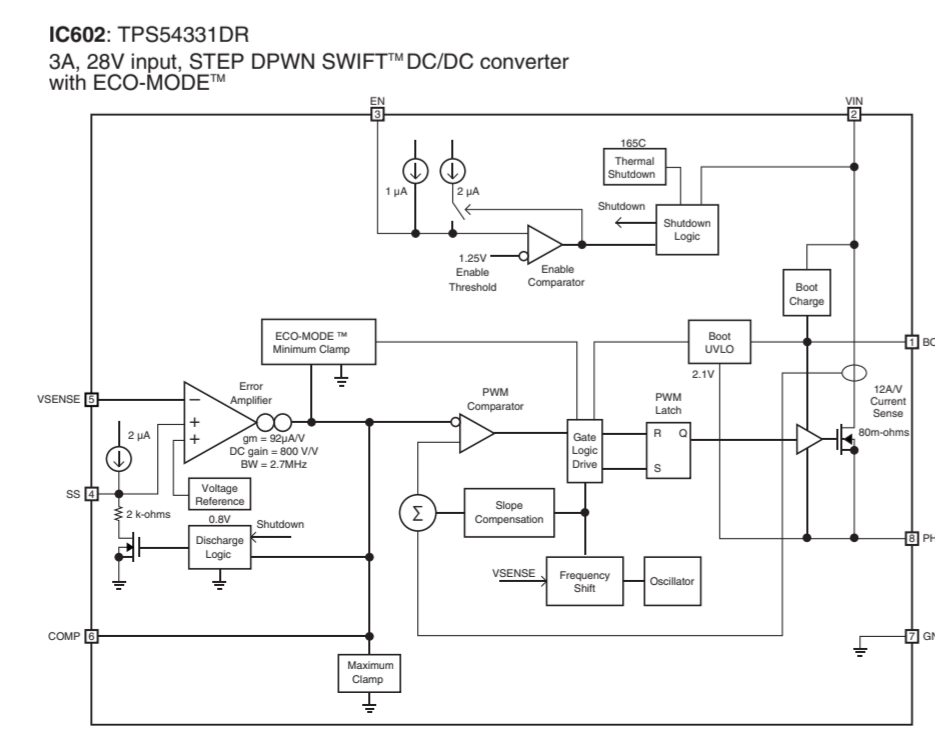 IC602: TPS54331DR
3A, 28V input, STEP DPWN SWIFT™ DC/DC converter
with ECO-MODE™
EN
3
VIN
2
165C
Thermal
Shutdown
1 µA
2 µA
Shutdown
Shutdown
Logic
1.25V
Enable
Threshold
Enable
Comparator
Boot
Charge
ECO-MODE ™
Minimum Clamp
Boot
UVLO
2.1V
1 BO
VSENSE 5
Error
Amplifier
gm = 92µA/V
DC gain = 800 V/V
BW = 2.7MHz
PWM
Comparator
PWM
Latch
12A/V
Current
Sense
80m-ohms
Gate
Logic
Drive
R Q
S
2 µA
SS 4
Voltage
Reference
2 k-ohms
0.8V
Shutdown
Discharge
Logic
Σ
Slope
Compensation
8 PH
VSENSE
Frequency
Shift
Oscillator
COMP 6
7 GN
Maximum
Clamp